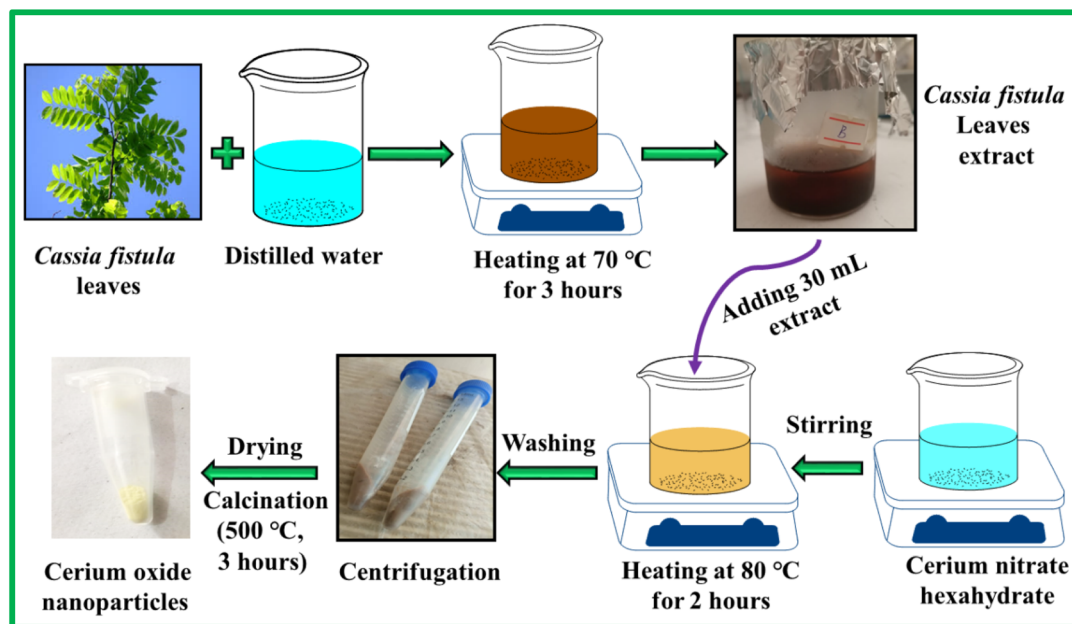 Cassia fistula
leaves
Distilled water
Heating at 70 °C
for 3 hours
B
Cassia fistula
Leaves
extract
Adding 30 mL
extract
Stirring
Cerium nitrate
hexahydrate
Heating at 80 °C
for 2 hours
Washing
Centrifugation
Drying
Calcination
(500 °C,
3 hours)
Cerium oxide
nanoparticles